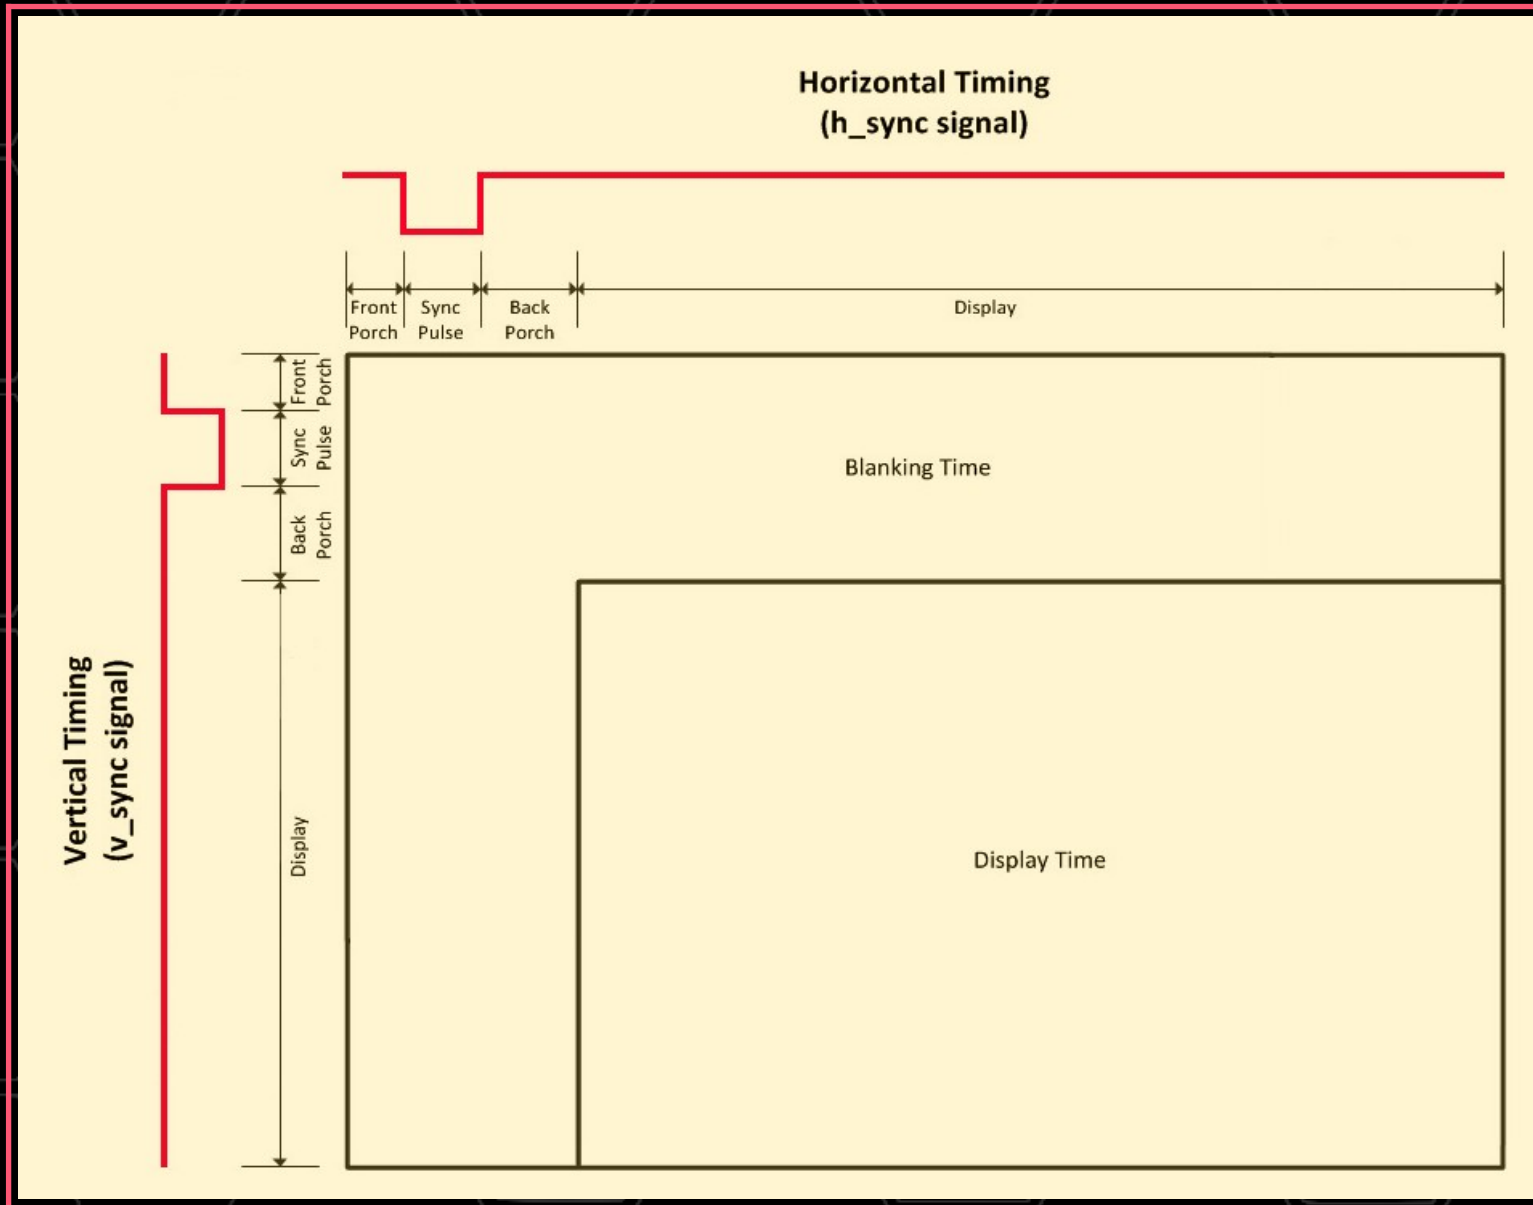 Horizontal Timing
(h_sync signal)
Front
Porch
Sync
Pulse
Back
Porch
Display
Front
Porch
Sync
Pulse
Back
Porch
Display
Vertical Timing
(v_sync signal)
Blanking Time
Display Time